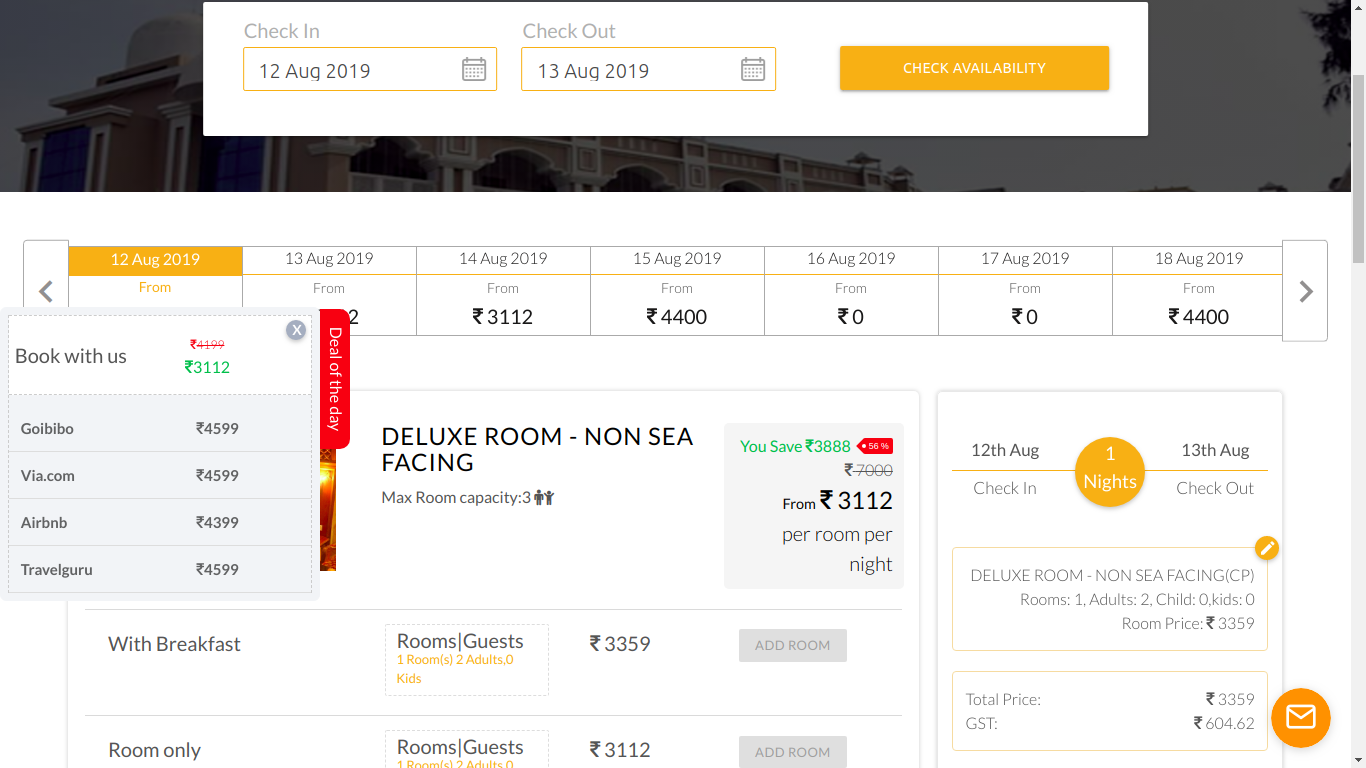 Check In
Check Out
12 Aug 2019
13 Aug 2019
CHECK AVAILABILITY
12 Aug 2019
13 Aug 2019
14 Aug 2019
15 Aug 2019
16 Aug 2019
17 Aug 2019
18 Aug 2019
From
From
From
From
From
From
From
2
₹ 3112
₹ 4400
₹ 0
₹ 0
₹ 4400
X
Book with us
₹4199
₹3112
Deal of the day
Goibibo
₹4599
Via.com
₹4599
Airbnb
₹4399
Travelguru
₹4599
DELUXE ROOM - NON SEA
FACING
Max Room capacity:3
You Save ₹3888
56 %
₹ 7000
From ₹ 3112
per room per
night
With Breakfast
Rooms|Guests
1 Room(s) 2 Adults,0
Kids
₹ 3359
ADD ROOM
Room only
Rooms|Guests
1 Room(s) 2 Adults,0
₹ 3112
ADD ROOM
12th Aug
Check In
1
Nights
13th Aug
Check Out
DELUXE ROOM - NON SEA FACING(CP)
Rooms: 1, Adults: 2, Child: 0,kids: 0
Room Price: ₹ 3359
Total Price:
₹ 3359
GST:
₹ 604.62